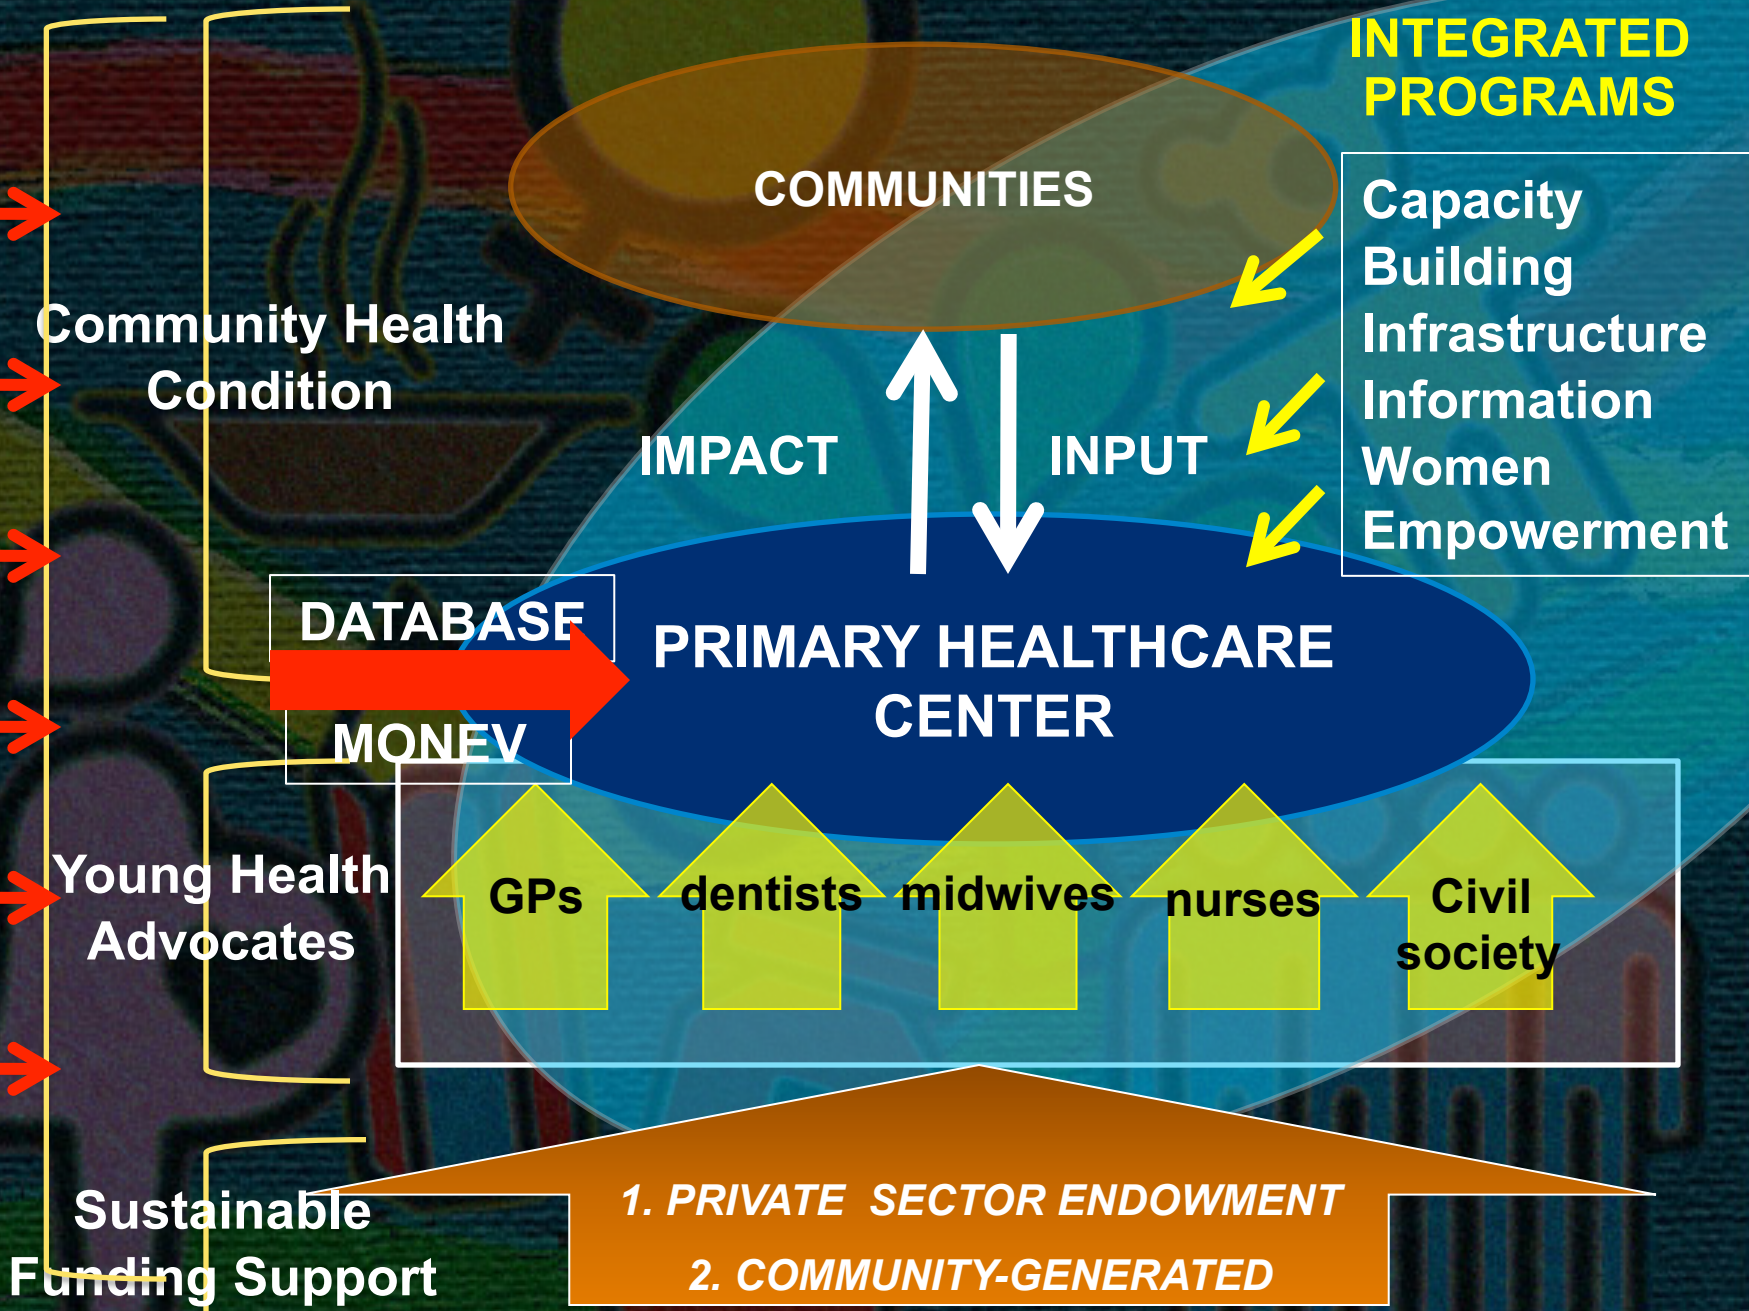 INTEGRATED
PROGRAMS
COMMUNITIES
Capacity
Building
Infrastructure
Information
Women
Empowerment
Community Health
Condition
IMPACT
INPUT
DATABASE
MONEV
PRIMARY HEALTHCARE
CENTER
Young Health
Advocates
GPs
dentists
midwives
nurses
Civil
society
Sustainable
Funding Support
1. PRIVATE SECTOR ENDOWMENT
2. COMMUNITY-GENERATED